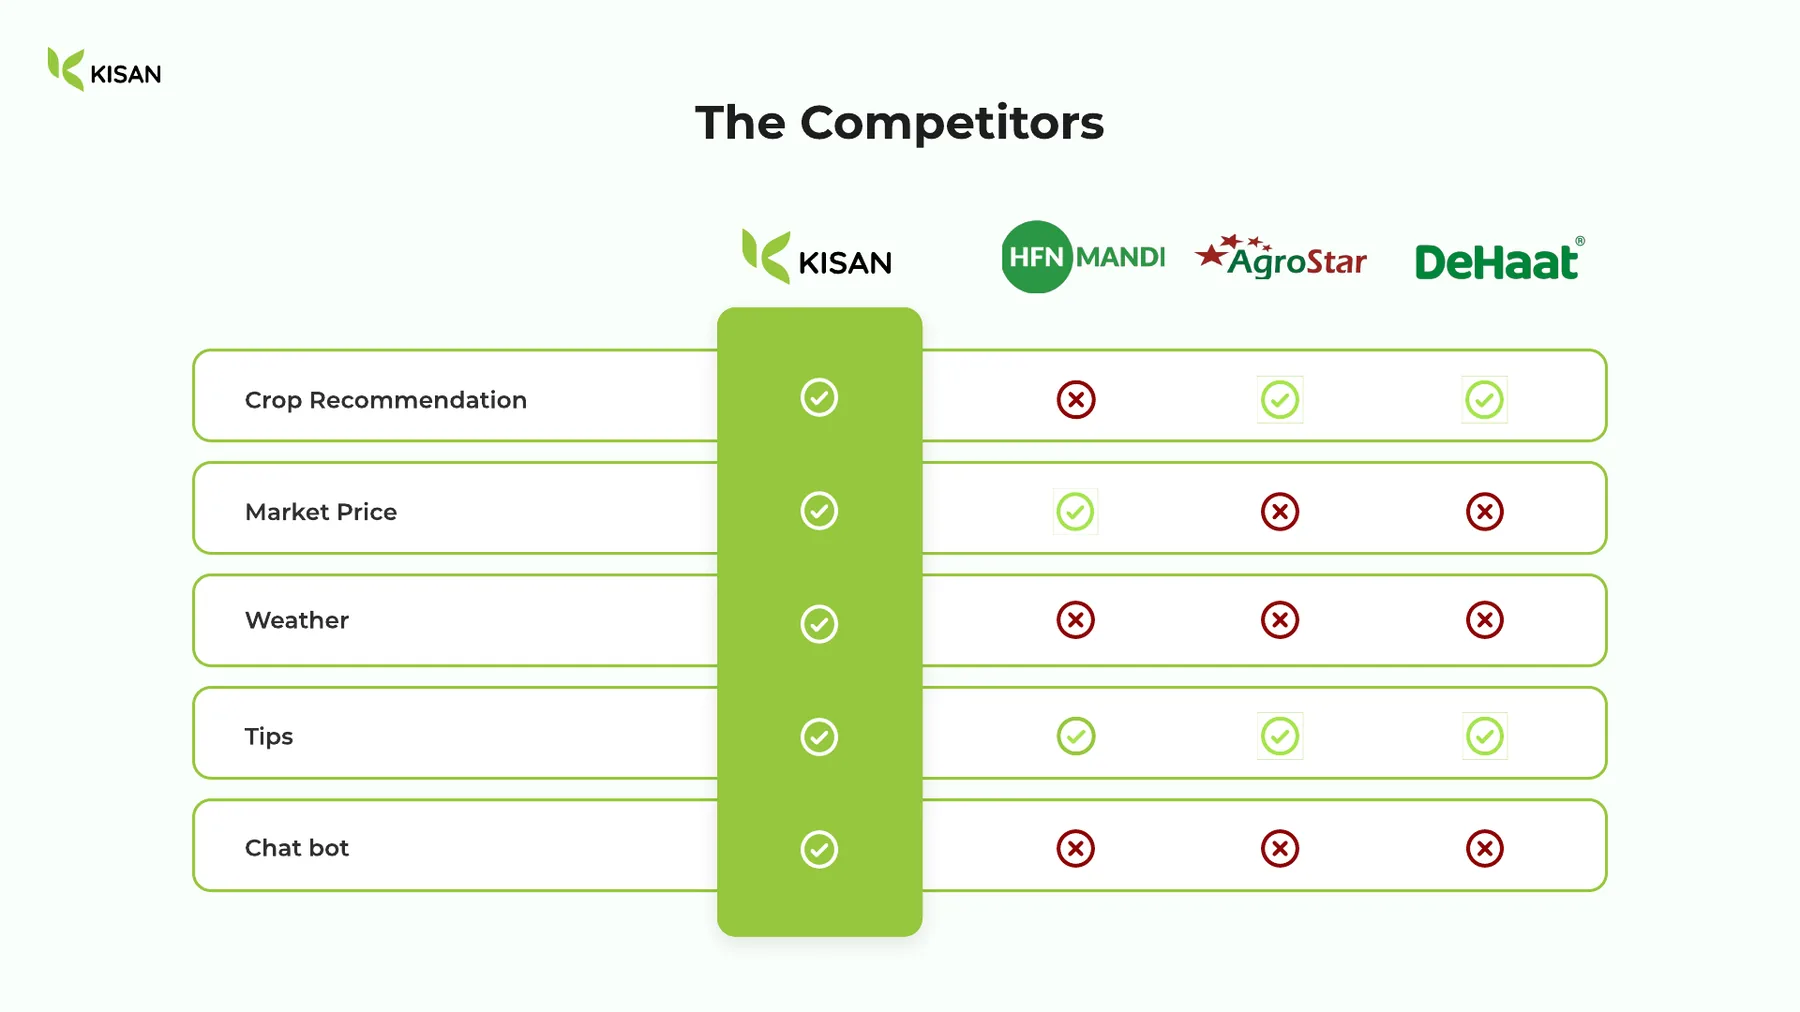 KISAN
The Competitors
KISAN
HFN MANDI
AgroStar
DeHaat®
Crop Recommendation
Market Price
Weather
Tips
Chat bot